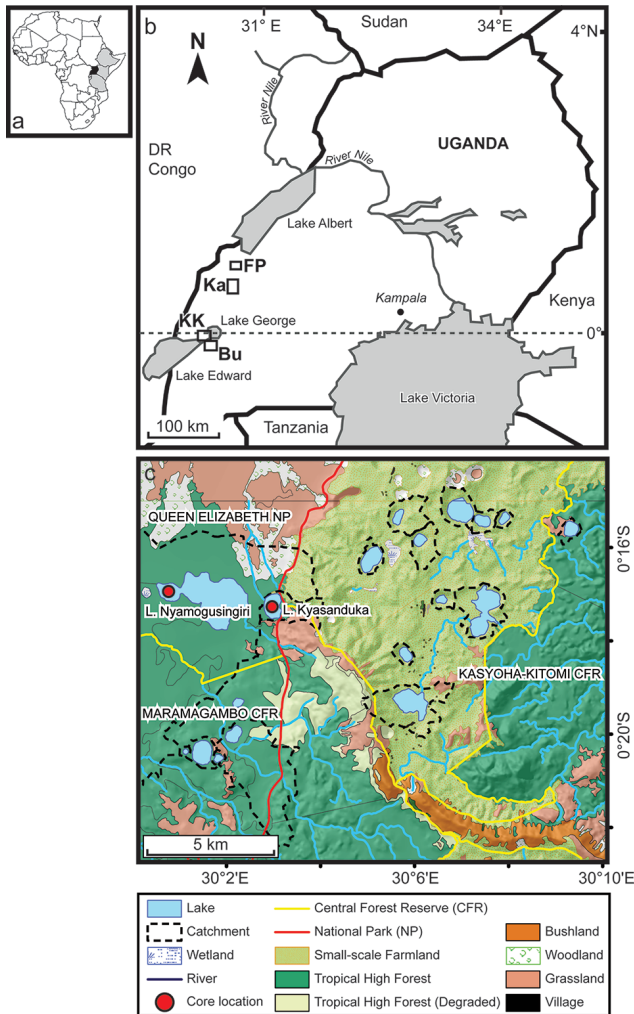 a
b
31° E
Sudan
34° E
4° N
N
River Nile
DR
Congo
River Nile
UGANDA
Lake Albert
FP
Ka
Kampala
Kenya
KK
Lake George
0°
Bu
Lake Edward
Lake Victoria
100 km
Tanzania
c
QUEEN ELIZABETH NP
0°16'S
L. Nyamogusingiri
L. Kyasanduka
KASYOHA-KITOMI CFR
MARAMAGAMBO CFR
0°20'S
5 km
30°2'E
30°6'E
30°10'E
Lake
Central Forest Reserve (CFR)
Catchment
National Park (NP)
Bushland
Wetland
Small-scale Farmland
Woodland
River
Tropical High Forest
Grassland
Core location
Tropical High Forest (Degraded)
Village